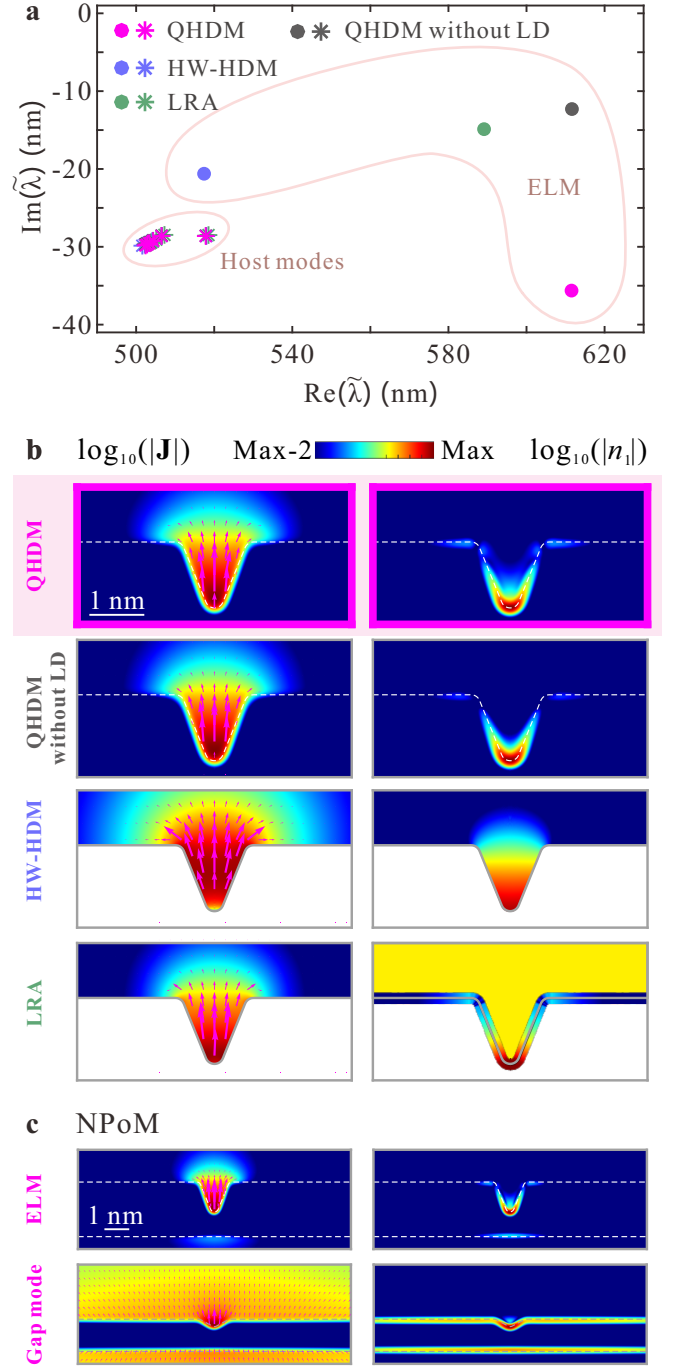 a
QHDM
QHDM without LD
HW-HDM
LRA
ELM
Host modes
0
-10
-20
-30
-40
Im(λ̃) (nm)
500
540
580
620
Re(λ̃) (nm)
b
log₁₀(|J|)
Max-2
Max
log₁₀(|n₁|)
QHDM
1 nm
QHDM
without LD
HW-HDM
LRA
c
NPoM
ELM
1 nm
Gap mode